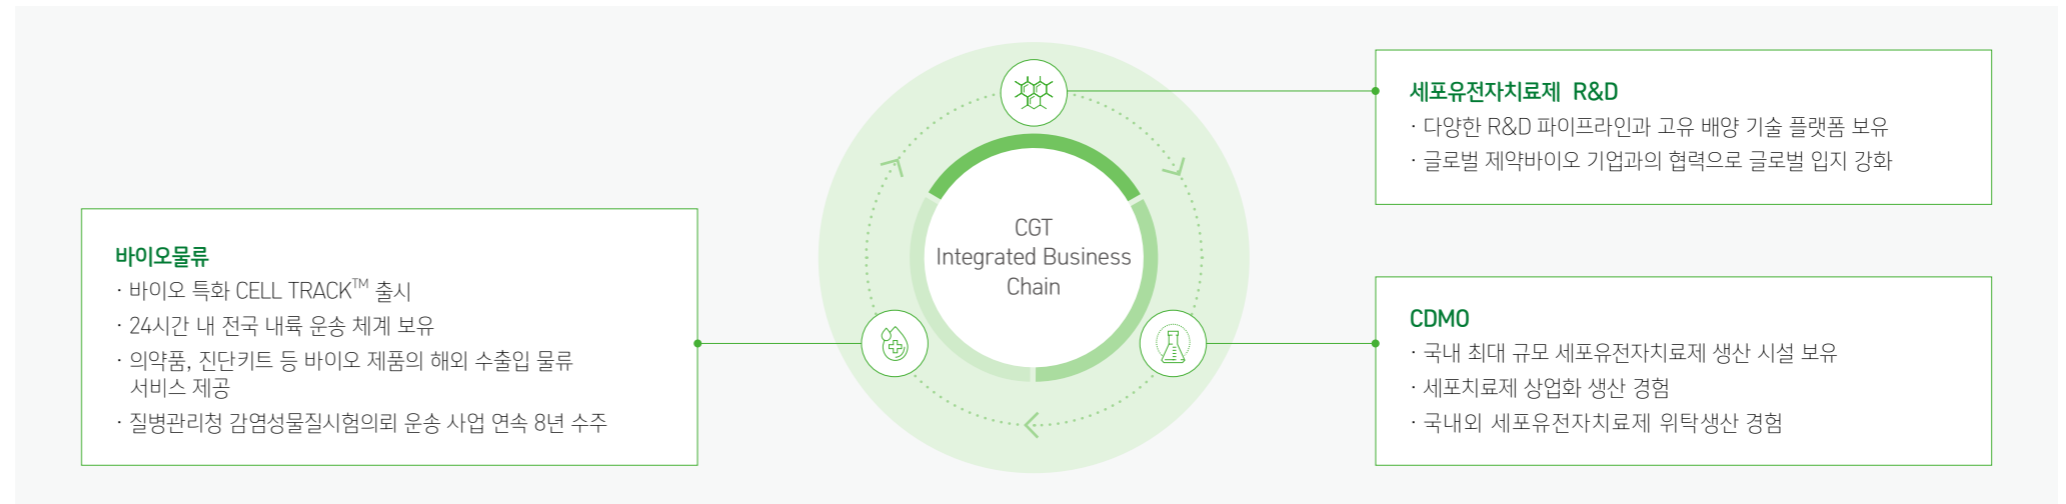 세포유전자치료제 R&D
· 다양한 R&D 파이프라인과 고유 배양 기술 플랫폼 보유
· 글로벌 제약바이오 기업과의 협력으로 글로벌 입지 강화
CGT
Integrated Business
Chain
바이오물류
· 바이오 특화 CELL TRACK™ 출시
· 24시간 내 전국 내륙 운송 체계 보유
· 의약품, 진단키트 등 바이오 제품의 해외 수출입 물류
서비스 제공
· 질병관리청 감염성물질시험의뢰 운송 사업 연속 8년 수주
CDMO
· 국내 최대 규모 세포유전자치료제 생산 시설 보유
· 세포치료제 상업화 생산 경험
· 국내외 세포유전자치료제 위탁생산 경험